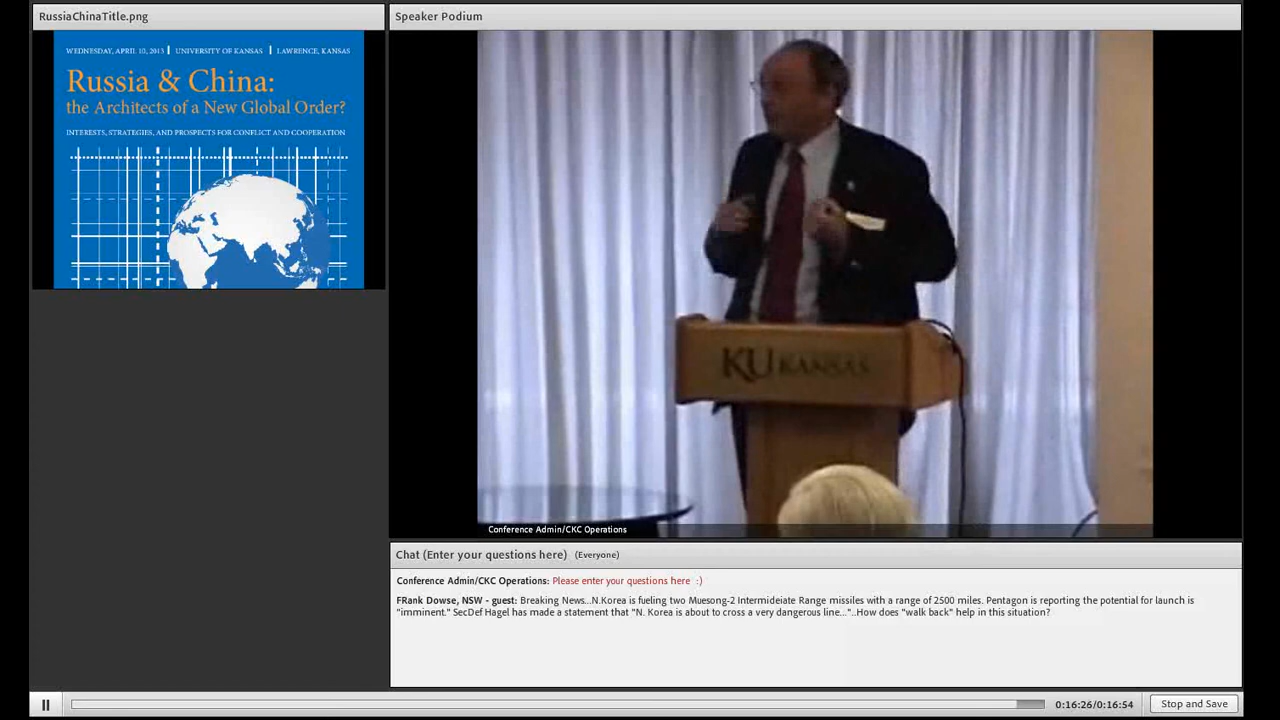 RussiaChinaTitle.png
WEDNESDAY, APRIL 10, 2013 | UNIVERSITY OF KANSAS | LAWRENCE, KANSAS
Russia & China:
the Architects of a New Global Order?
INTERESTS, STRATEGIES, AND PROSPECTS FOR CONFLICT AND COOPERATION
Speaker Podium
KU KANSAS
Conference Admin/CKC Operations
Chat (Enter your questions here) (Everyone)
Conference Admin/CKC Operations: Please enter your questions here :)
FRank Dowse, NSW - guest: Breaking News...N.Korea is fueling two Muesong-2 Intermideiate Range missiles with a range of 2500 miles. Pentagon is reporting the potential for launch is
"imminent." SecDef Hagel has made a statement that "N. Korea is about to cross a very dangerous line..."..How does "walk back" help in this situation?
0:16:26/0:16:54
Stop and Save